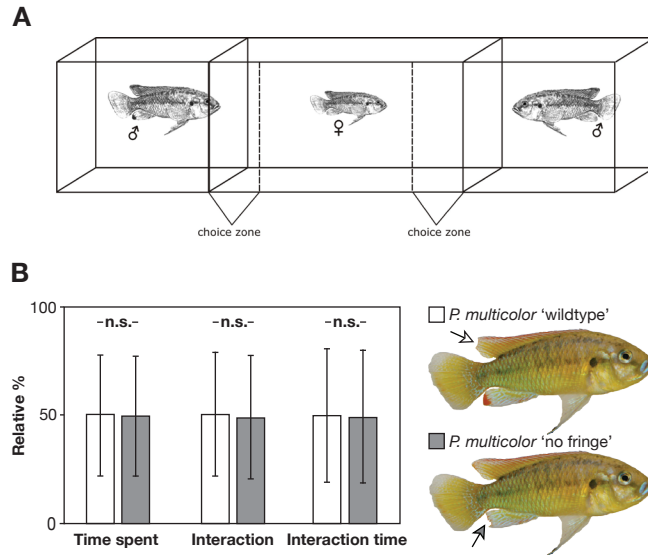 A
♂
♀
♂
choice zone
choice zone
B
100
-n.s.-
-n.s.-
-n.s.-
Relative %
50
0
Time spent
Interaction
Interaction time
P. multicolor 'wildtype'
P. multicolor 'no fringe'